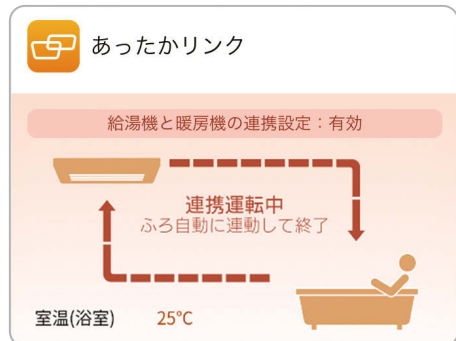 あったかリンク
給湯機と暖房機の連携設定：有効
連携運転中
ふろ自動に連動して終了
室温(浴室) 25℃